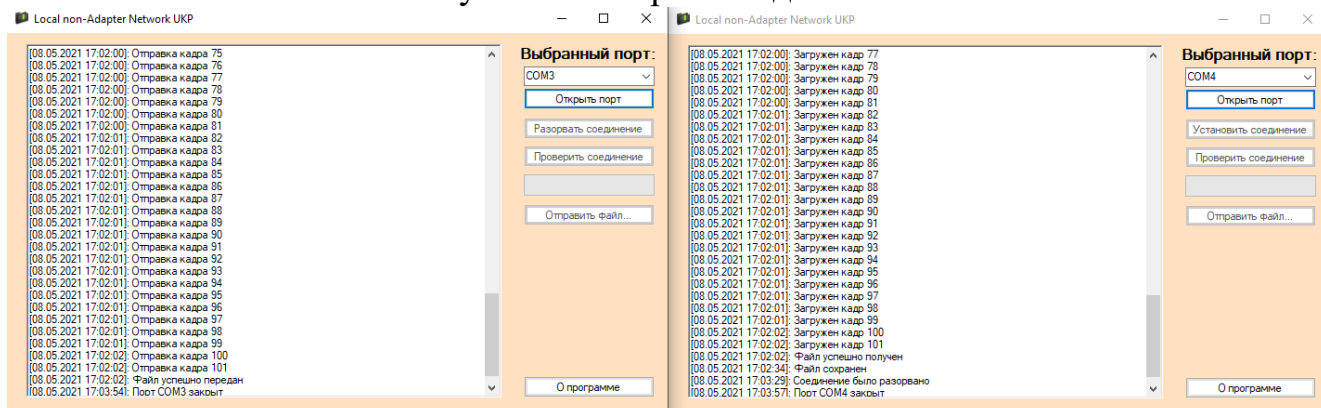 Local non-Adapter Network UKP
[08.05.2021 17:02:00]: Отправка кадра 75
[08.05.2021 17:02:00]: Отправка кадра 76
[08.05.2021 17:02:00]: Отправка кадра 77
[08.05.2021 17:02:00]: Отправка кадра 78
[08.05.2021 17:02:00]: Отправка кадра 79
[08.05.2021 17:02:00]: Отправка кадра 80
[08.05.2021 17:02:00]: Отправка кадра 81
[08.05.2021 17:02:01]: Отправка кадра 82
[08.05.2021 17:02:01]: Отправка кадра 83
[08.05.2021 17:02:01]: Отправка кадра 84
[08.05.2021 17:02:01]: Отправка кадра 85
[08.05.2021 17:02:01]: Отправка кадра 86
[08.05.2021 17:02:01]: Отправка кадра 87
[08.05.2021 17:02:01]: Отправка кадра 88
[08.05.2021 17:02:01]: Отправка кадра 89
[08.05.2021 17:02:01]: Отправка кадра 90
[08.05.2021 17:02:01]: Отправка кадра 91
[08.05.2021 17:02:01]: Отправка кадра 92
[08.05.2021 17:02:01]: Отправка кадра 93
[08.05.2021 17:02:01]: Отправка кадра 94
[08.05.2021 17:02:01]: Отправка кадра 95
[08.05.2021 17:02:01]: Отправка кадра 96
[08.05.2021 17:02:01]: Отправка кадра 97
[08.05.2021 17:02:01]: Отправка кадра 98
[08.05.2021 17:02:01]: Отправка кадра 99
[08.05.2021 17:02:02]: Отправка кадра 100
[08.05.2021 17:02:02]: Отправка кадра 101
[08.05.2021 17:02:02]: Файл успешно передан
[08.05.2021 17:03:54]: Порт COM3 закрыт
Выбранный порт:
COM3
Открыть порт
Разорвать соединение
Проверить соединение
Отправить файл...
О программе
Local non-Adapter Network UKP
[08.05.2021 17:02:00]: Загружен кадр 77
[08.05.2021 17:02:00]: Загружен кадр 78
[08.05.2021 17:02:00]: Загружен кадр 79
[08.05.2021 17:02:00]: Загружен кадр 80
[08.05.2021 17:02:00]: Загружен кадр 81
[08.05.2021 17:02:01]: Загружен кадр 82
[08.05.2021 17:02:01]: Загружен кадр 83
[08.05.2021 17:02:01]: Загружен кадр 84
[08.05.2021 17:02:01]: Загружен кадр 85
[08.05.2021 17:02:01]: Загружен кадр 86
[08.05.2021 17:02:01]: Загружен кадр 87
[08.05.2021 17:02:01]: Загружен кадр 88
[08.05.2021 17:02:01]: Загружен кадр 89
[08.05.2021 17:02:01]: Загружен кадр 90
[08.05.2021 17:02:01]: Загружен кадр 91
[08.05.2021 17:02:01]: Загружен кадр 92
[08.05.2021 17:02:01]: Загружен кадр 93
[08.05.2021 17:02:01]: Загружен кадр 94
[08.05.2021 17:02:01]: Загружен кадр 95
[08.05.2021 17:02:01]: Загружен кадр 96
[08.05.2021 17:02:01]: Загружен кадр 97
[08.05.2021 17:02:01]: Загружен кадр 98
[08.05.2021 17:02:01]: Загружен кадр 99
[08.05.2021 17:02:02]: Загружен кадр 100
[08.05.2021 17:02:02]: Загружен кадр 101
[08.05.2021 17:02:02]: Файл успешно получен
[08.05.2021 17:02:34]: Файл сохранен
[08.05.2021 17:03:29]: Соединение было разорвано
[08.05.2021 17:03:57]: Порт COM4 закрыт
Выбранный порт:
COM4
Открыть порт
Установить соединение
Проверить соединение
Отправить файл...
О программе